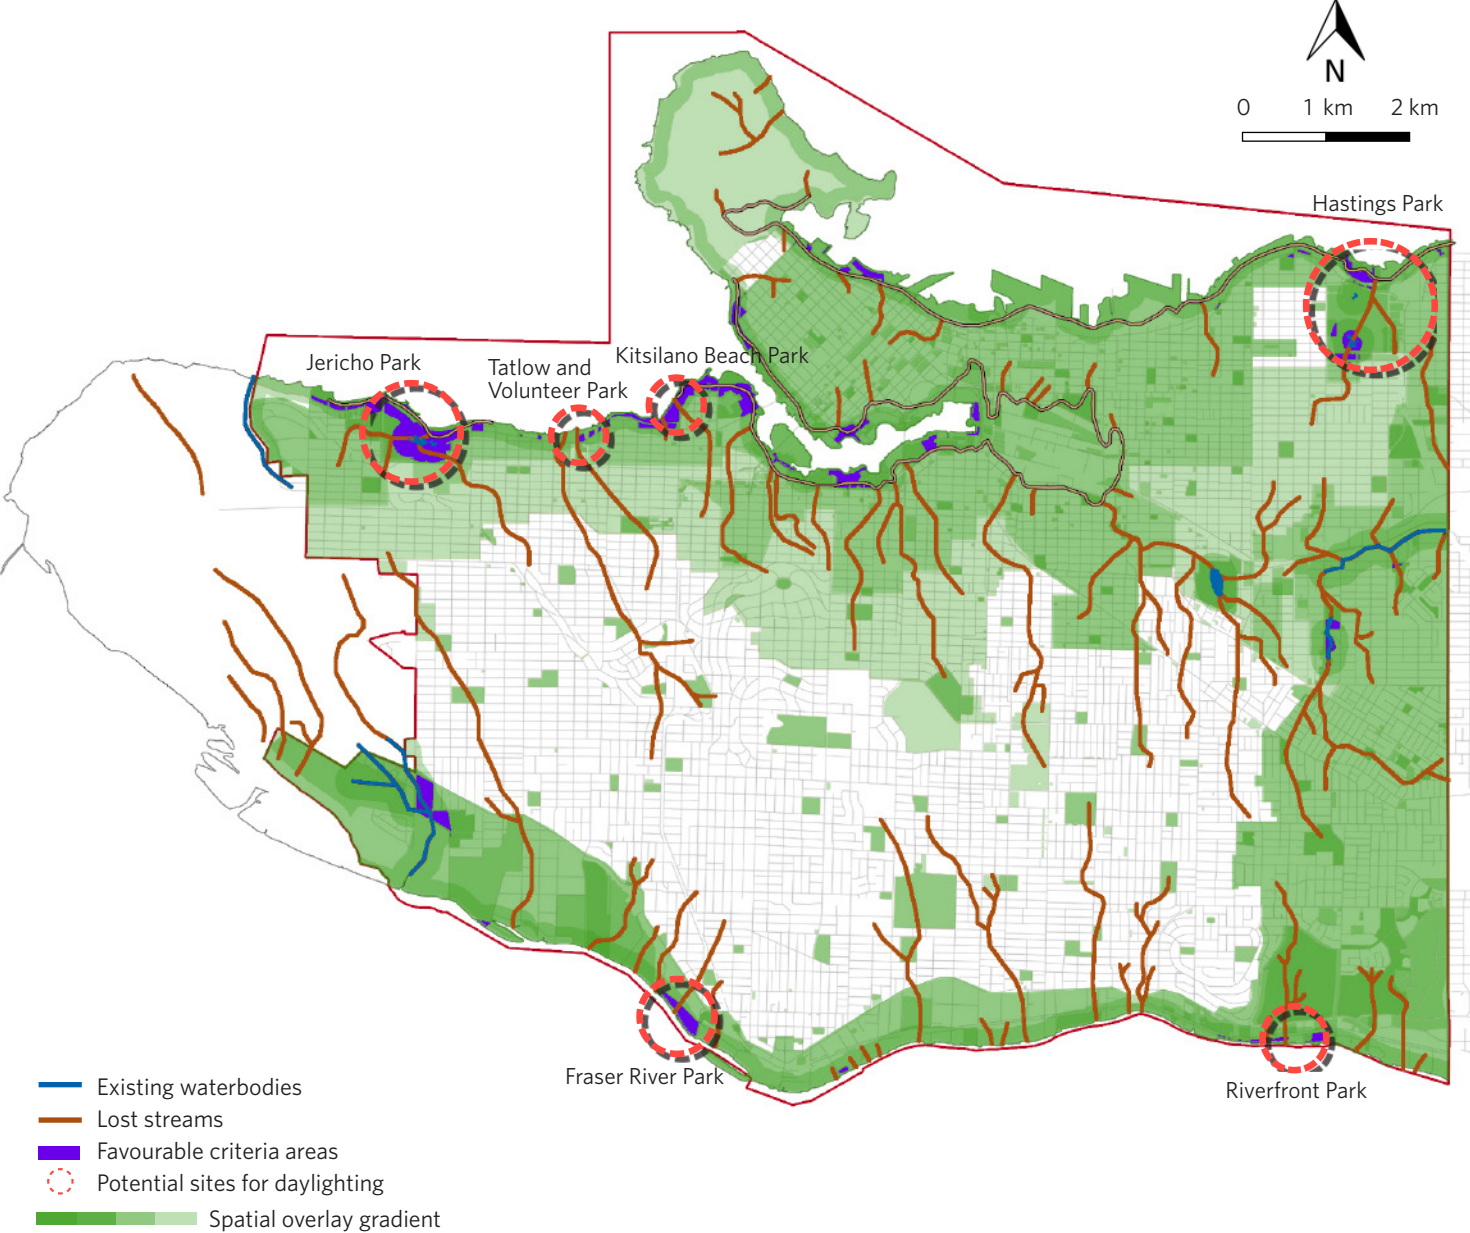 N
0 1 km 2 km
Hastings Park
Jericho Park
Tatlow and
Volunteer Park
Kitsilano Beach Park
Fraser River Park
Riverfront Park
Existing waterbodies
Lost streams
Favourable criteria areas
Potential sites for daylighting
Spatial overlay gradient